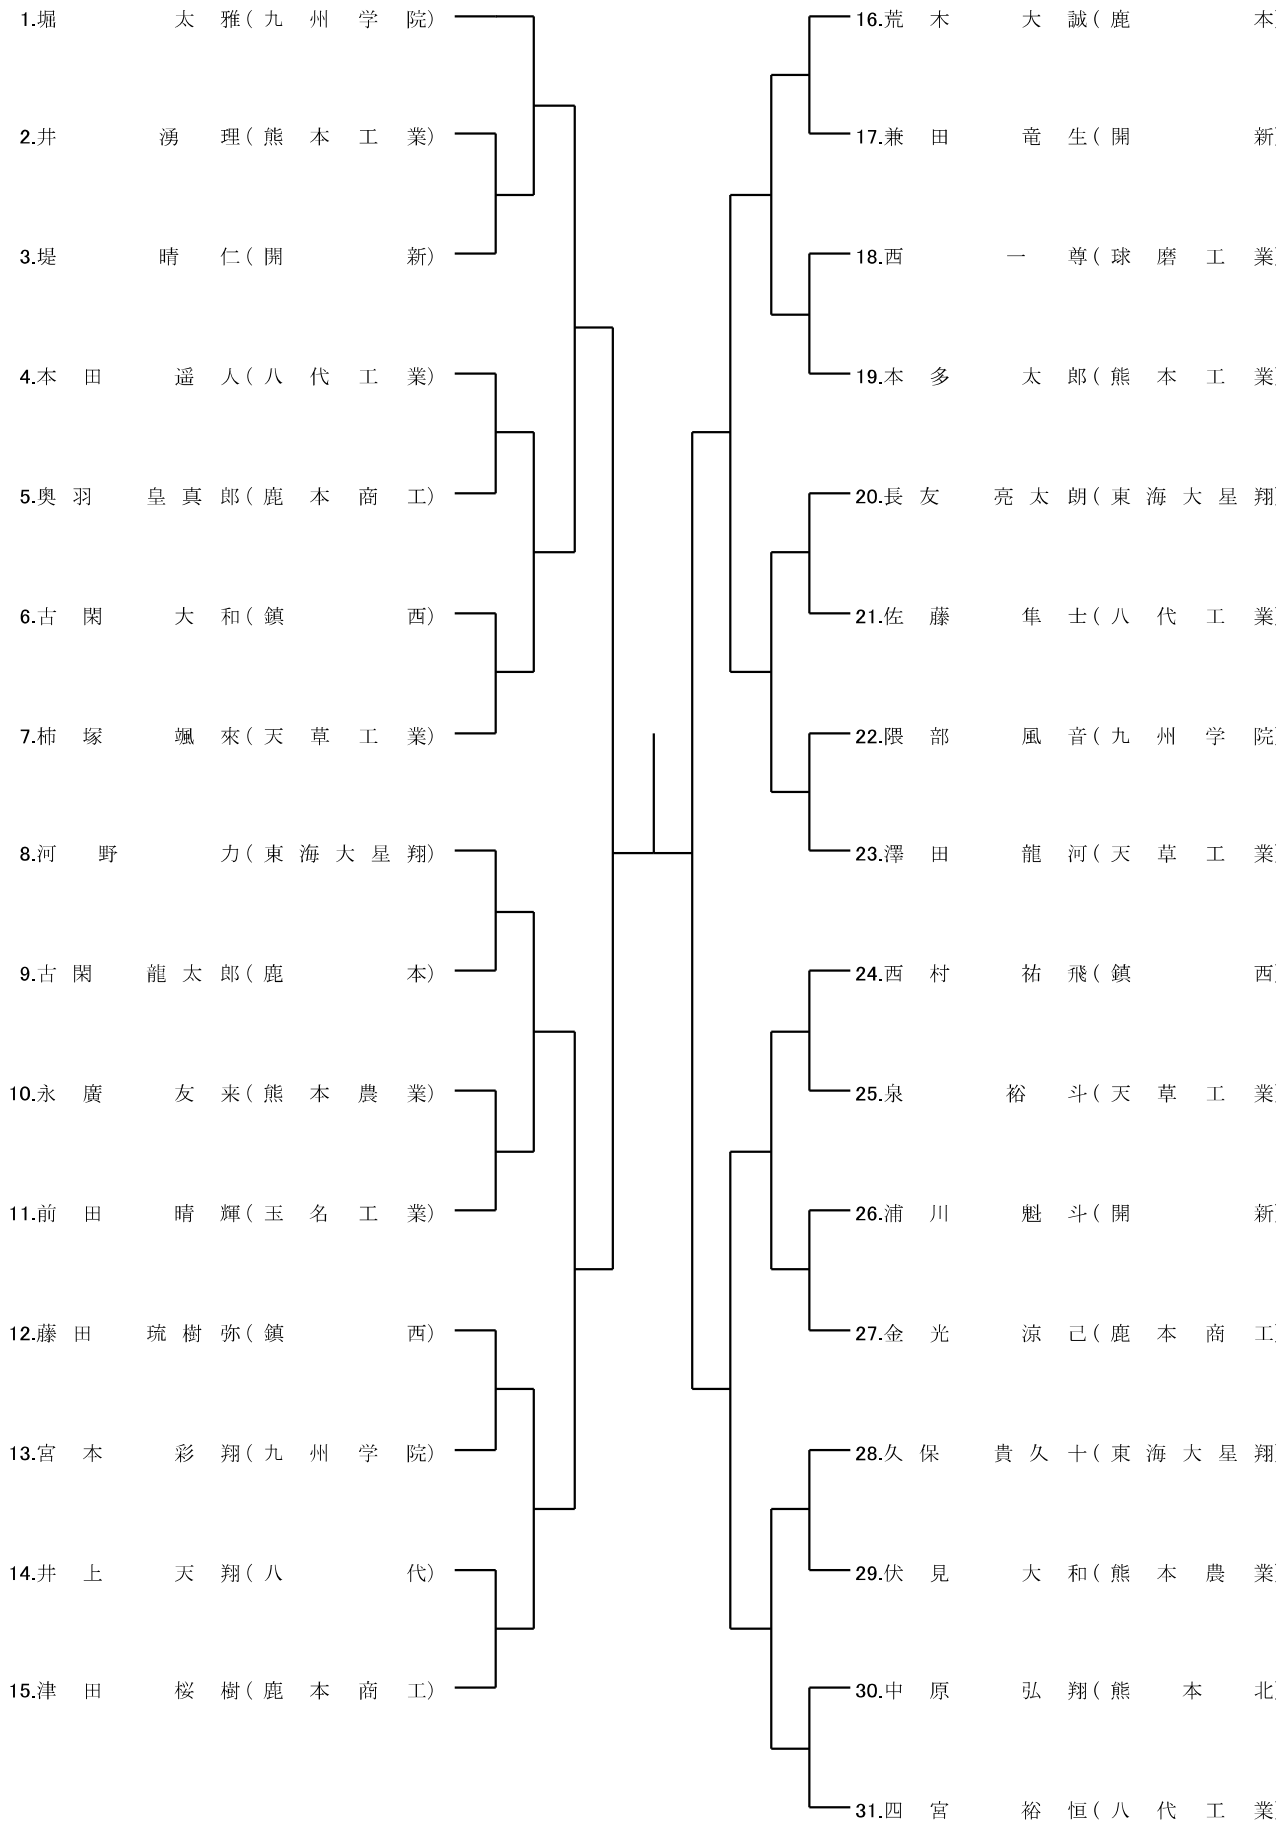 1.堀 太雅(九州学院)
2.井 湧理(熊本工業)
3.堤 晴仁(開新)
4.本田 遥人(八代工業)
5.奥羽 皇真郎(鹿本商工)
6.古閑 大和(鎮西)
7.柿塚 颯來(天草工業)
8.河野 力(東海大星翔)
9.古閑 龍太郎(鹿本)
10.永廣 友来(熊本農業)
11.前田 晴輝(玉名工業)
12.藤田 琉樹弥(鎮西)
13.宮本 彩翔(九州学院)
14.井上 天翔(八代)
15.津田 桜樹(鹿本商工)
16.荒木 大誠(鹿本)
17.兼田 竜生(開新)
18.西 一尊(球磨工業)
19.本多 太郎(熊本工業)
20.長友 亮太朗(東海大星翔)
21.佐藤 隼士(八代工業)
22.隈部 風音(九州学院)
23.澤田 龍河(天草工業)
24.西村 祐飛(鎮西)
25.泉 裕斗(天草工業)
26.浦川 魁斗(開新)
27.金光 涼己(鹿本商工)
28.久保 貴久十(東海大星翔)
29.伏見 大和(熊本農業)
30.中原 弘翔(熊本北)
31.四宮 裕恒(八代工業)